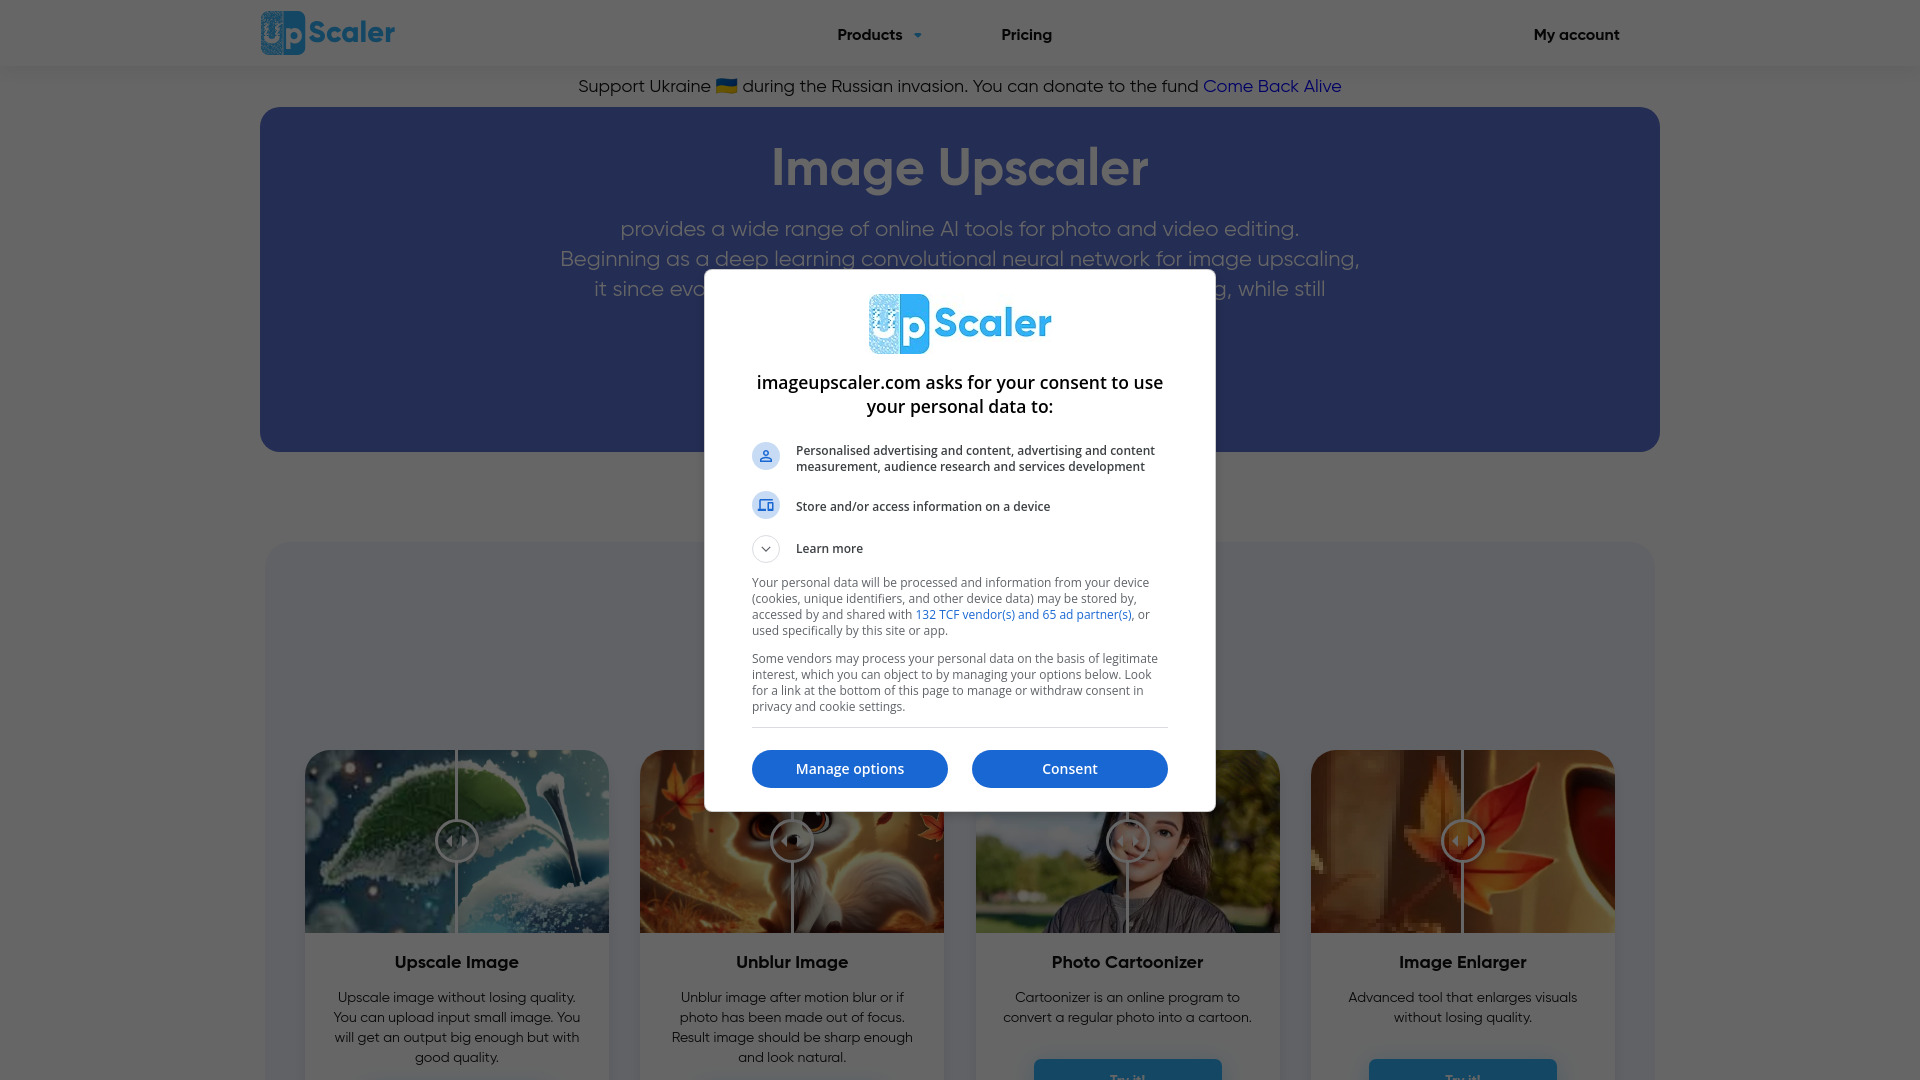 Up Scaler
Products
Pricing
My account
Support Ukraine 🇺🇦 during the Russian invasion. You can donate to the fund Come Back Alive
Image Upscaler
provides a wide range of online AI tools for photo and video editing.
Beginning as a deep learning convolutional neural network for image upscaling,
it since evo
g, while still
Up Scaler
imageupscaler.com asks for your consent to use
your personal data to:
Personalised advertising and content, advertising and content
measurement, audience research and services development
Store and/or access information on a device
Learn more
Your personal data will be processed and information from your device
(cookies, unique identifiers, and other device data) may be stored by,
accessed by and shared with 132 TCF vendor(s) and 65 ad partner(s), or
used specifically by this site or app.
Some vendors may process your personal data on the basis of legitimate
interest, which you can object to by managing your options below. Look
for a link at the bottom of this page to manage or withdraw consent in
privacy and cookie settings.
Manage options
Consent
Upscale Image
Upscale image without losing quality.
You can upload input small image. You
will get an output big enough but with
good quality.
Unblur Image
Unblur image after motion blur or if
photo has been made out of focus.
Result image should be sharp enough
and look natural.
Photo Cartoonizer
Cartoonizer is an online program to
convert a regular photo into a cartoon.
Try it!
Image Enlarger
Advanced tool that enlarges visuals
without losing quality.
Try it!